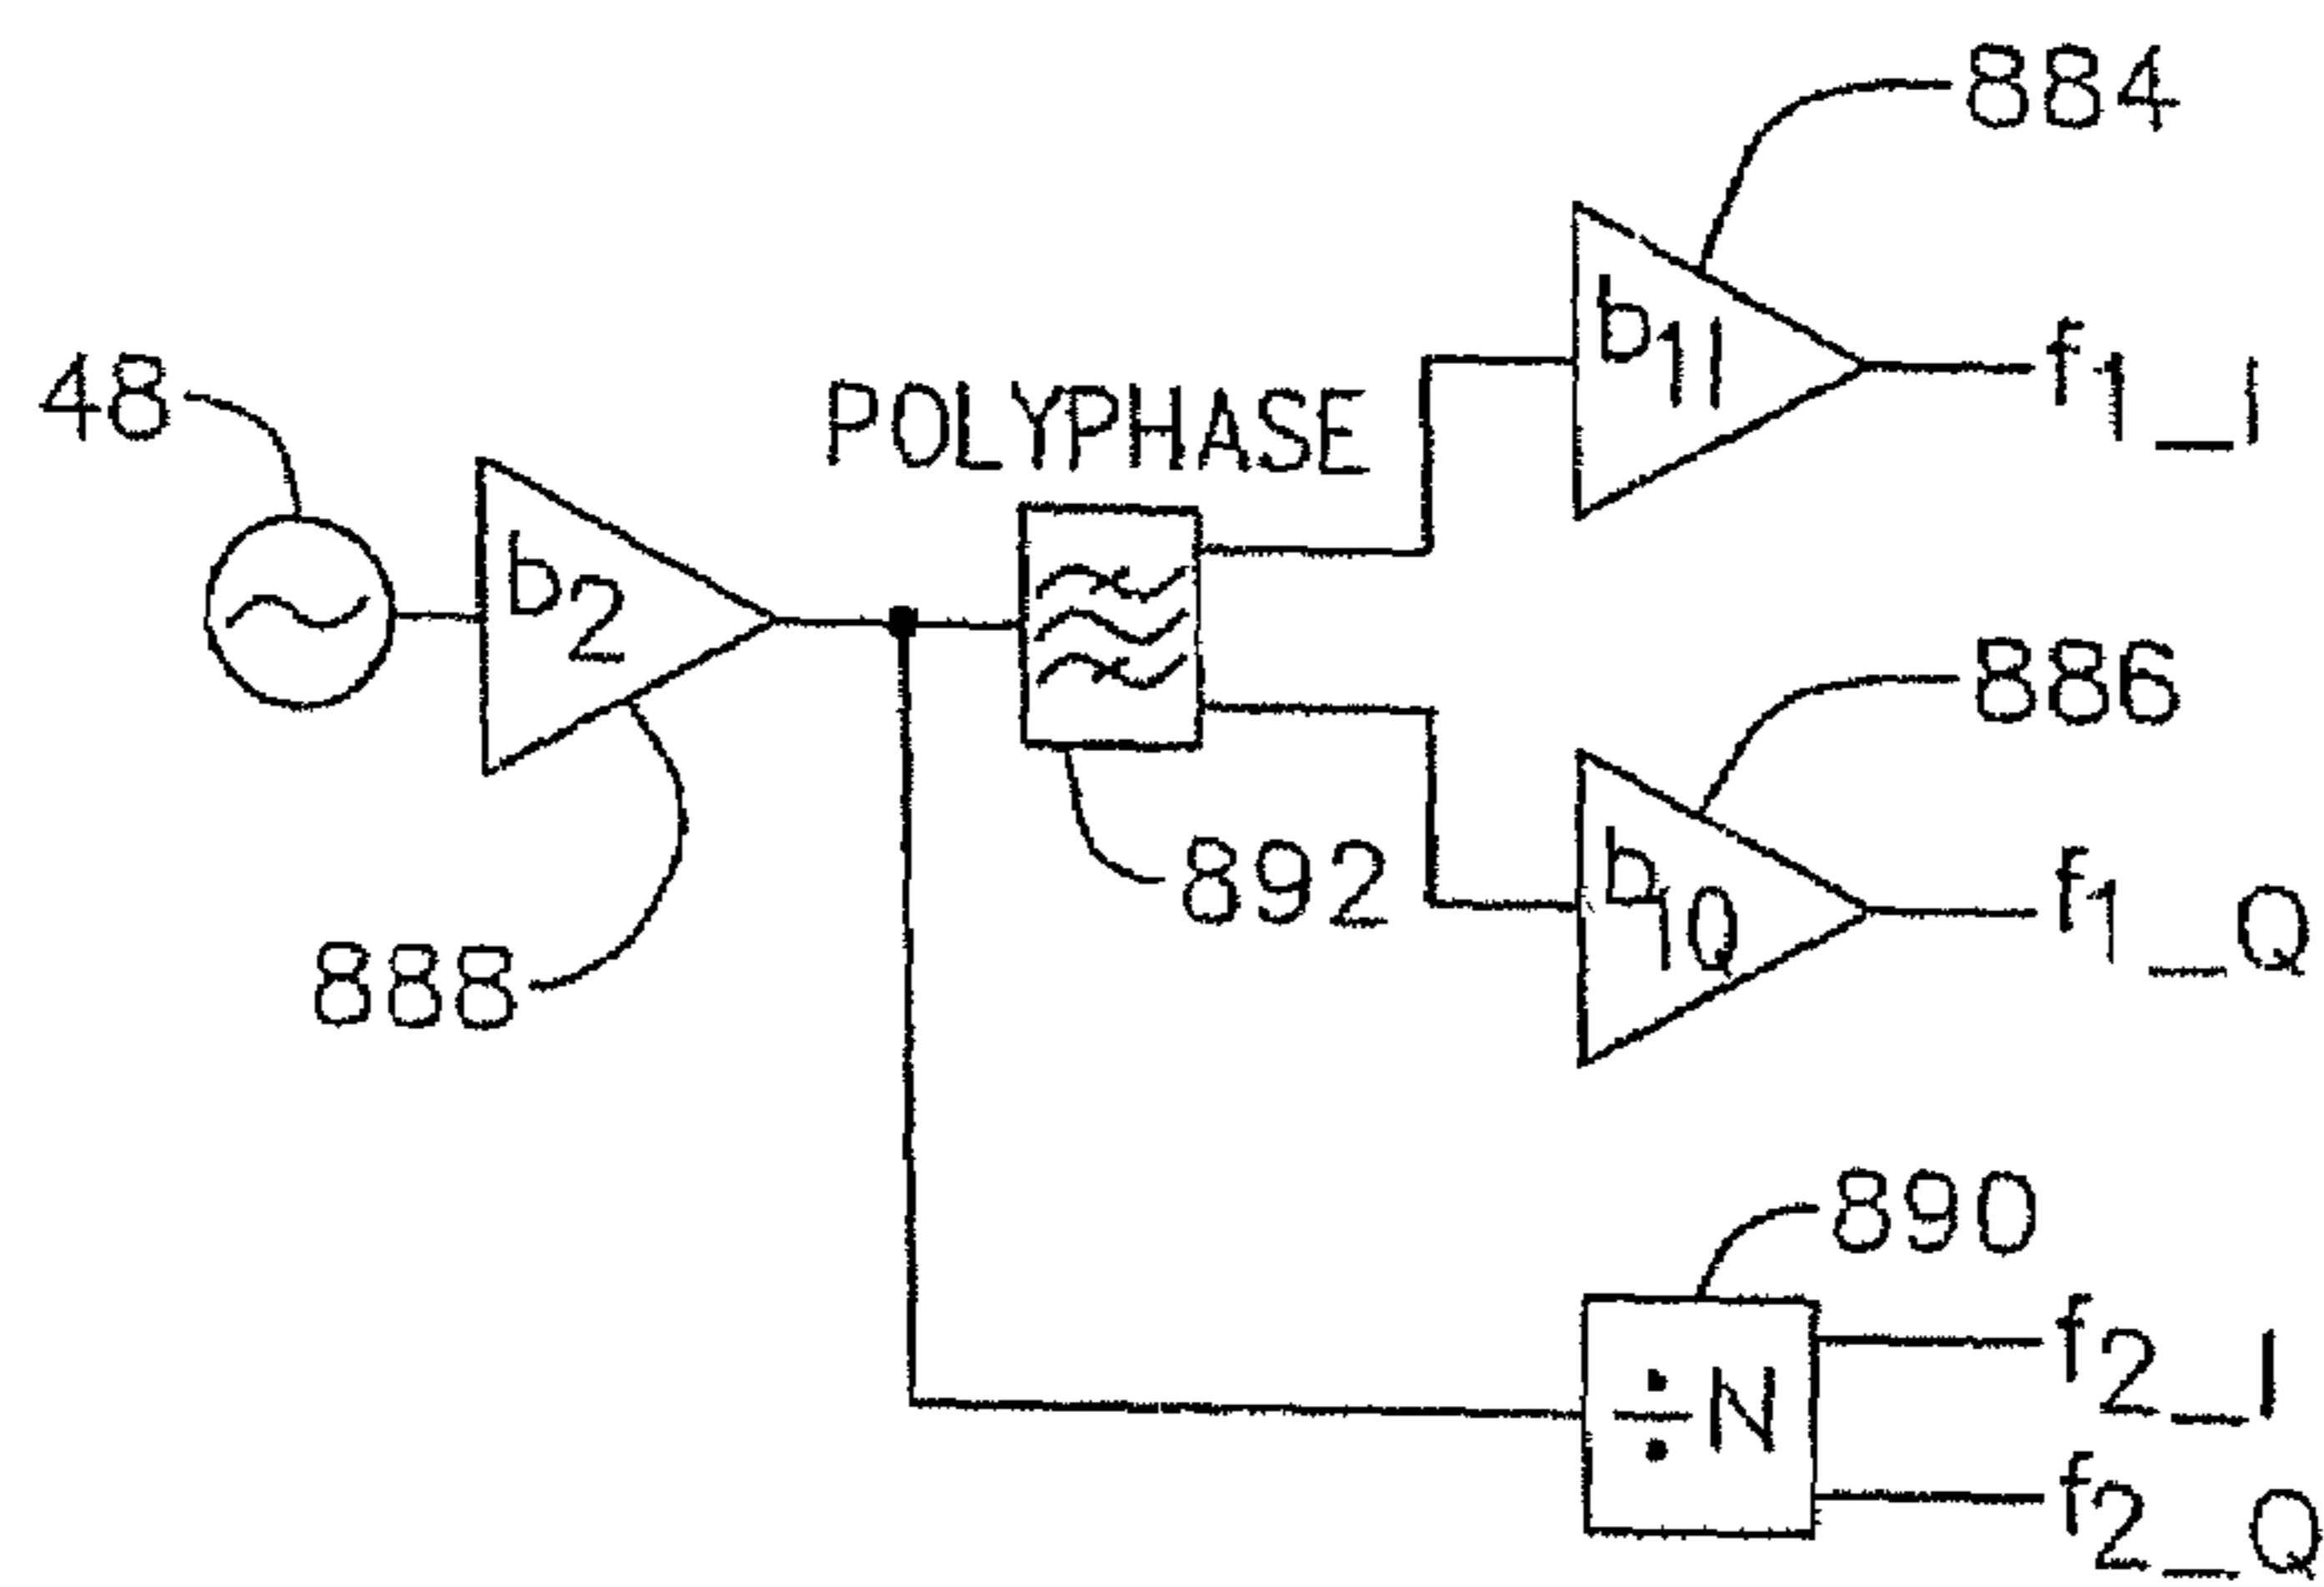 884
b1I
f1_I
48
POLYPHASE
b2
886
892
b1Q
f1_Q
888
890
÷N
f2_I
f2_Q